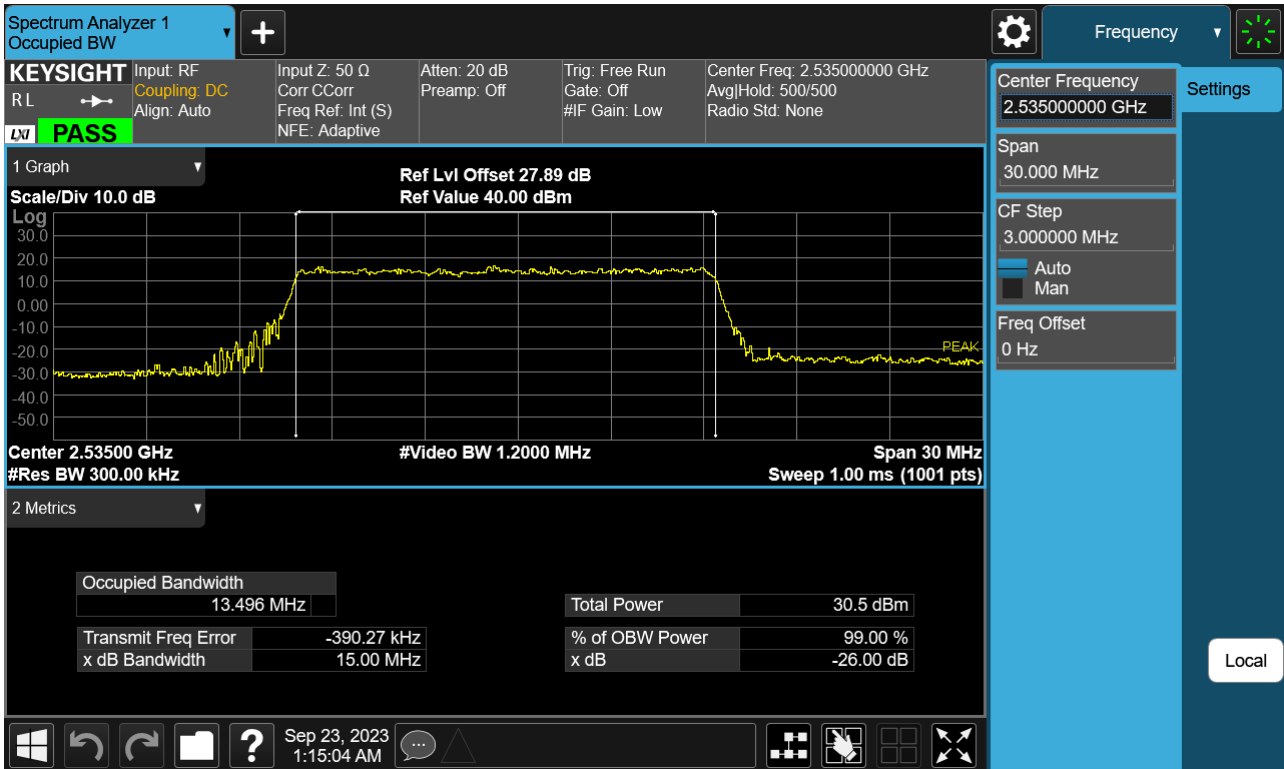 Spectrum Analyzer 1
Occupied BW
Frequency
KEYSIGHT
R L
LXI
PASS
Input: RF
Coupling: DC
Align: Auto
Input Z: 50 Ω
Corr CCorr
Freq Ref: Int (S)
NFE: Adaptive
Atten: 20 dB
Preamp: Off
Trig: Free Run
Gate: Off
#IF Gain: Low
Center Freq: 2.535000000 GHz
Avg|Hold: 500/500
Radio Std: None
Center Frequency
2.535000000 GHz
Settings
Span
30.000 MHz
CF Step
3.000000 MHz
Auto
Man
Freq Offset
0 Hz
1 Graph
Ref Lvl Offset 27.89 dB
Scale/Div 10.0 dB
Ref Value 40.00 dBm
Log
30.0
20.0
10.0
0.00
-10.0
-20.0
-30.0
-40.0
-50.0
PEAK
Center 2.53500 GHz
#Video BW 1.2000 MHz
Span 30 MHz
#Res BW 300.00 kHz
Sweep 1.00 ms (1001 pts)
2 Metrics
Occupied Bandwidth
13.496 MHz
Total Power 30.5 dBm
Transmit Freq Error -390.27 kHz
% of OBW Power 99.00 %
x dB Bandwidth 15.00 MHz
x dB -26.00 dB
Local
?
Sep 23, 2023
1:15:04 AM